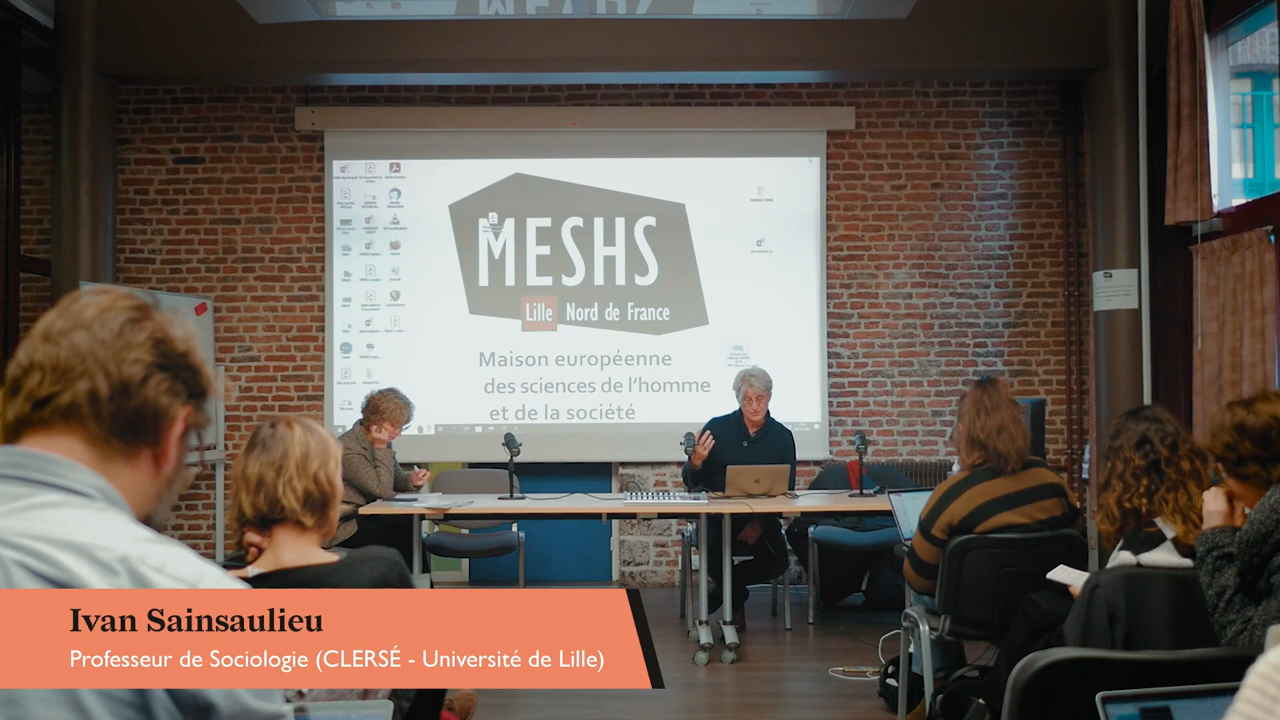 MESHS
Lille Nord de France
Maison européenne
des sciences de l'homme
et de la société
Ivan Sainsaulieu
Professeur de Sociologie (CLERSÉ - Université de Lille)